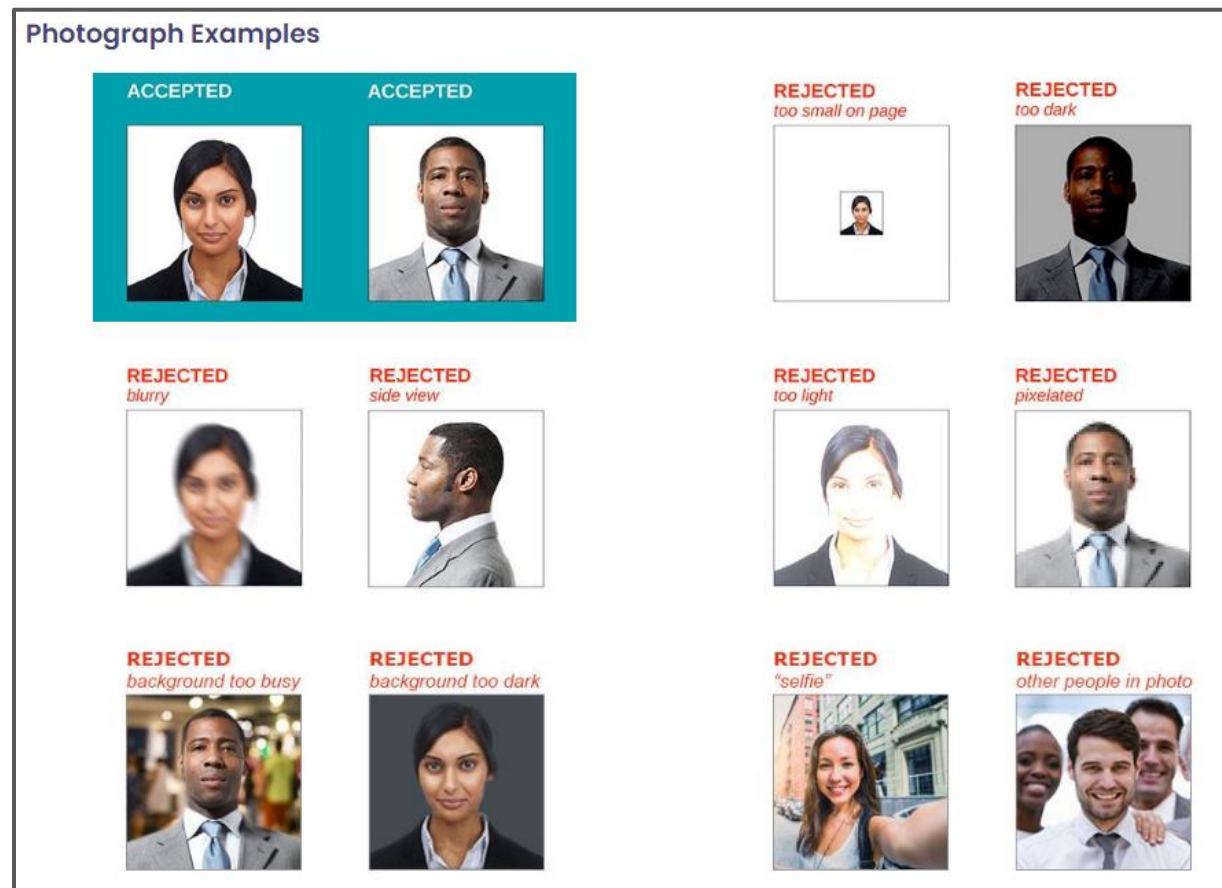 Photograph Examples
ACCEPTED
ACCEPTED
REJECTED
too small on page
REJECTED
too dark
REJECTED
blurry
REJECTED
side view
REJECTED
too light
REJECTED
pixelated
REJECTED
background too busy
REJECTED
background too dark
REJECTED
"selfie"
REJECTED
other people in photo